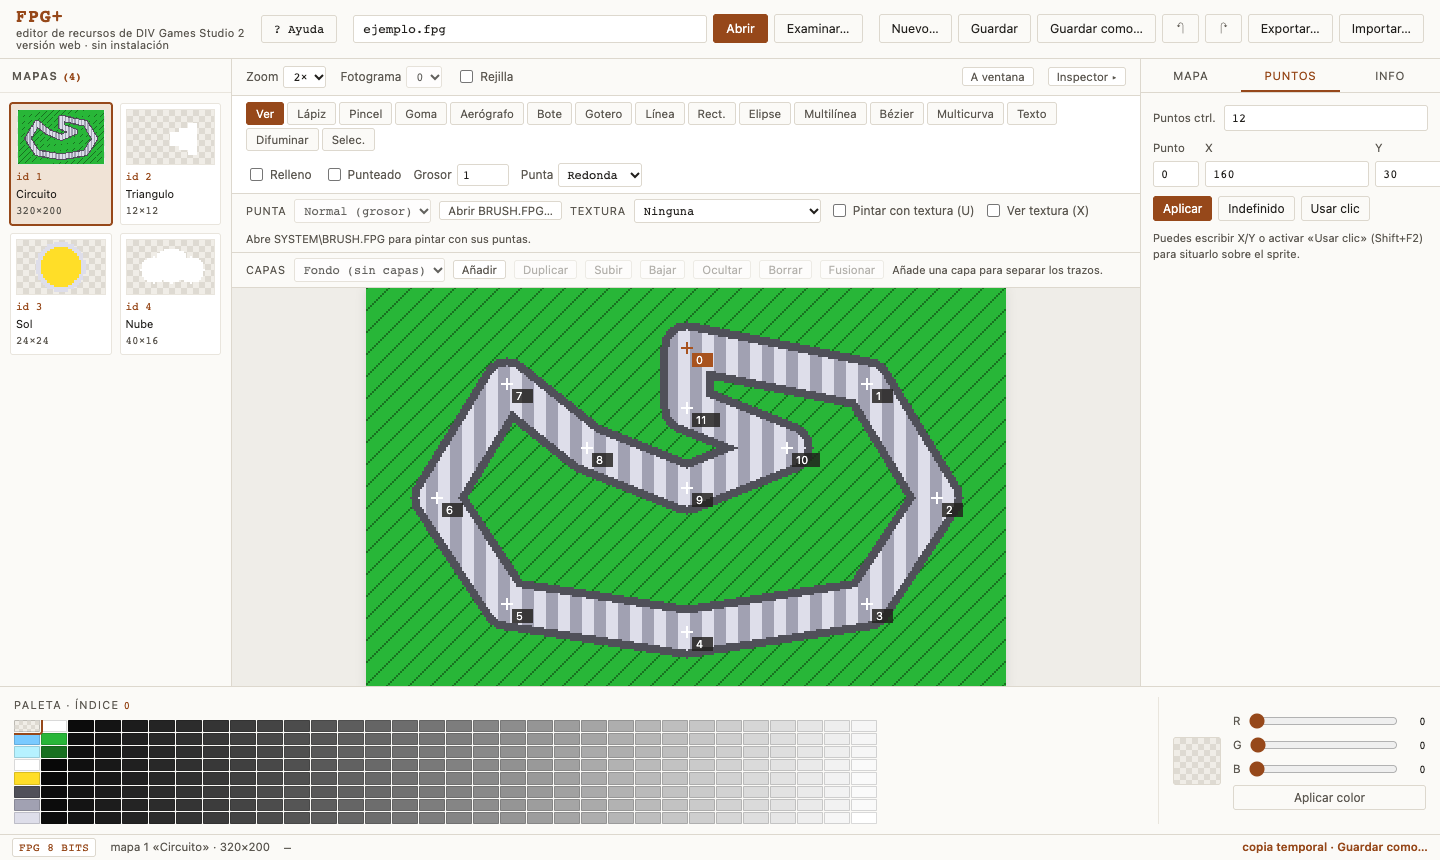 FPG+
editor de recursos de DIV Games Studio 2
versión web · sin instalación
? Ayuda
ejemplo.fpg
Abrir
Examinar...
Nuevo...
Guardar
Guardar como...
Exportar...
Importar...
MAPAS (4)
id 1
Circuito
320×200
id 2
Triangulo
12×12
id 3
Sol
24×24
id 4
Nube
40×16
Zoom 2× Fotograma 0 Rejilla
A ventana
Inspector
Ver Lápiz Pincel Goma Aerógrafo Bote Gotero Línea Rect. Elipse Multilínea Bézier Multicurva Texto
Difuminar Selec.
Relleno Punteado Grosor 1 Punta Redonda
PUNTA Normal (grosor) Abrir BRUSH.FPG... TEXTURA Ninguna Pintar con textura (U) Ver textura (X)
Abre SYSTEM\BRUSH.FPG para pintar con sus puntas.
CAPAS Fondo (sin capas) Añadir Duplicar Subir Bajar Ocultar Borrar Fusionar Añade una capa para separar los trazos.
0
1
7
11
8
10
9
6
2
5
3
4
MAPA PUNTOS INFO
Puntos ctrl. 12
Punto X Y
0 160 30
Aplicar Indefinido Usar clic
Puedes escribir X/Y o activar «Usar clic» (Shift+F2)
para situarlo sobre el sprite.
PALETA · ÍNDICE 0
R 0
G 0
B 0
Aplicar color
FPG 8 BITS mapa 1 «Circuito» · 320×200 —
copia temporal · Guardar como...